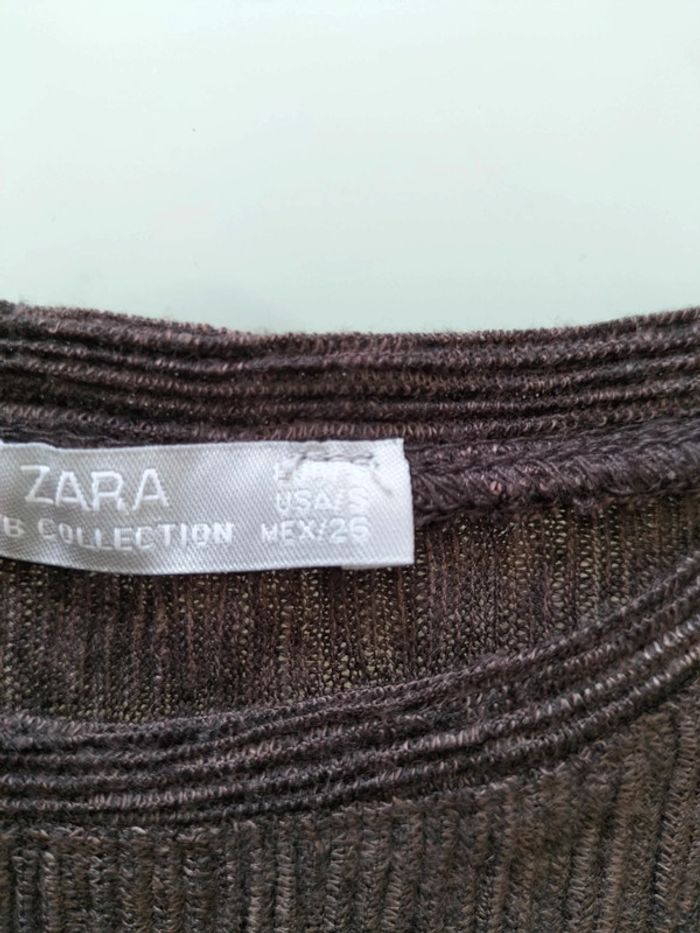 ZARA
B COLLECTION
USA/S
MEX/26